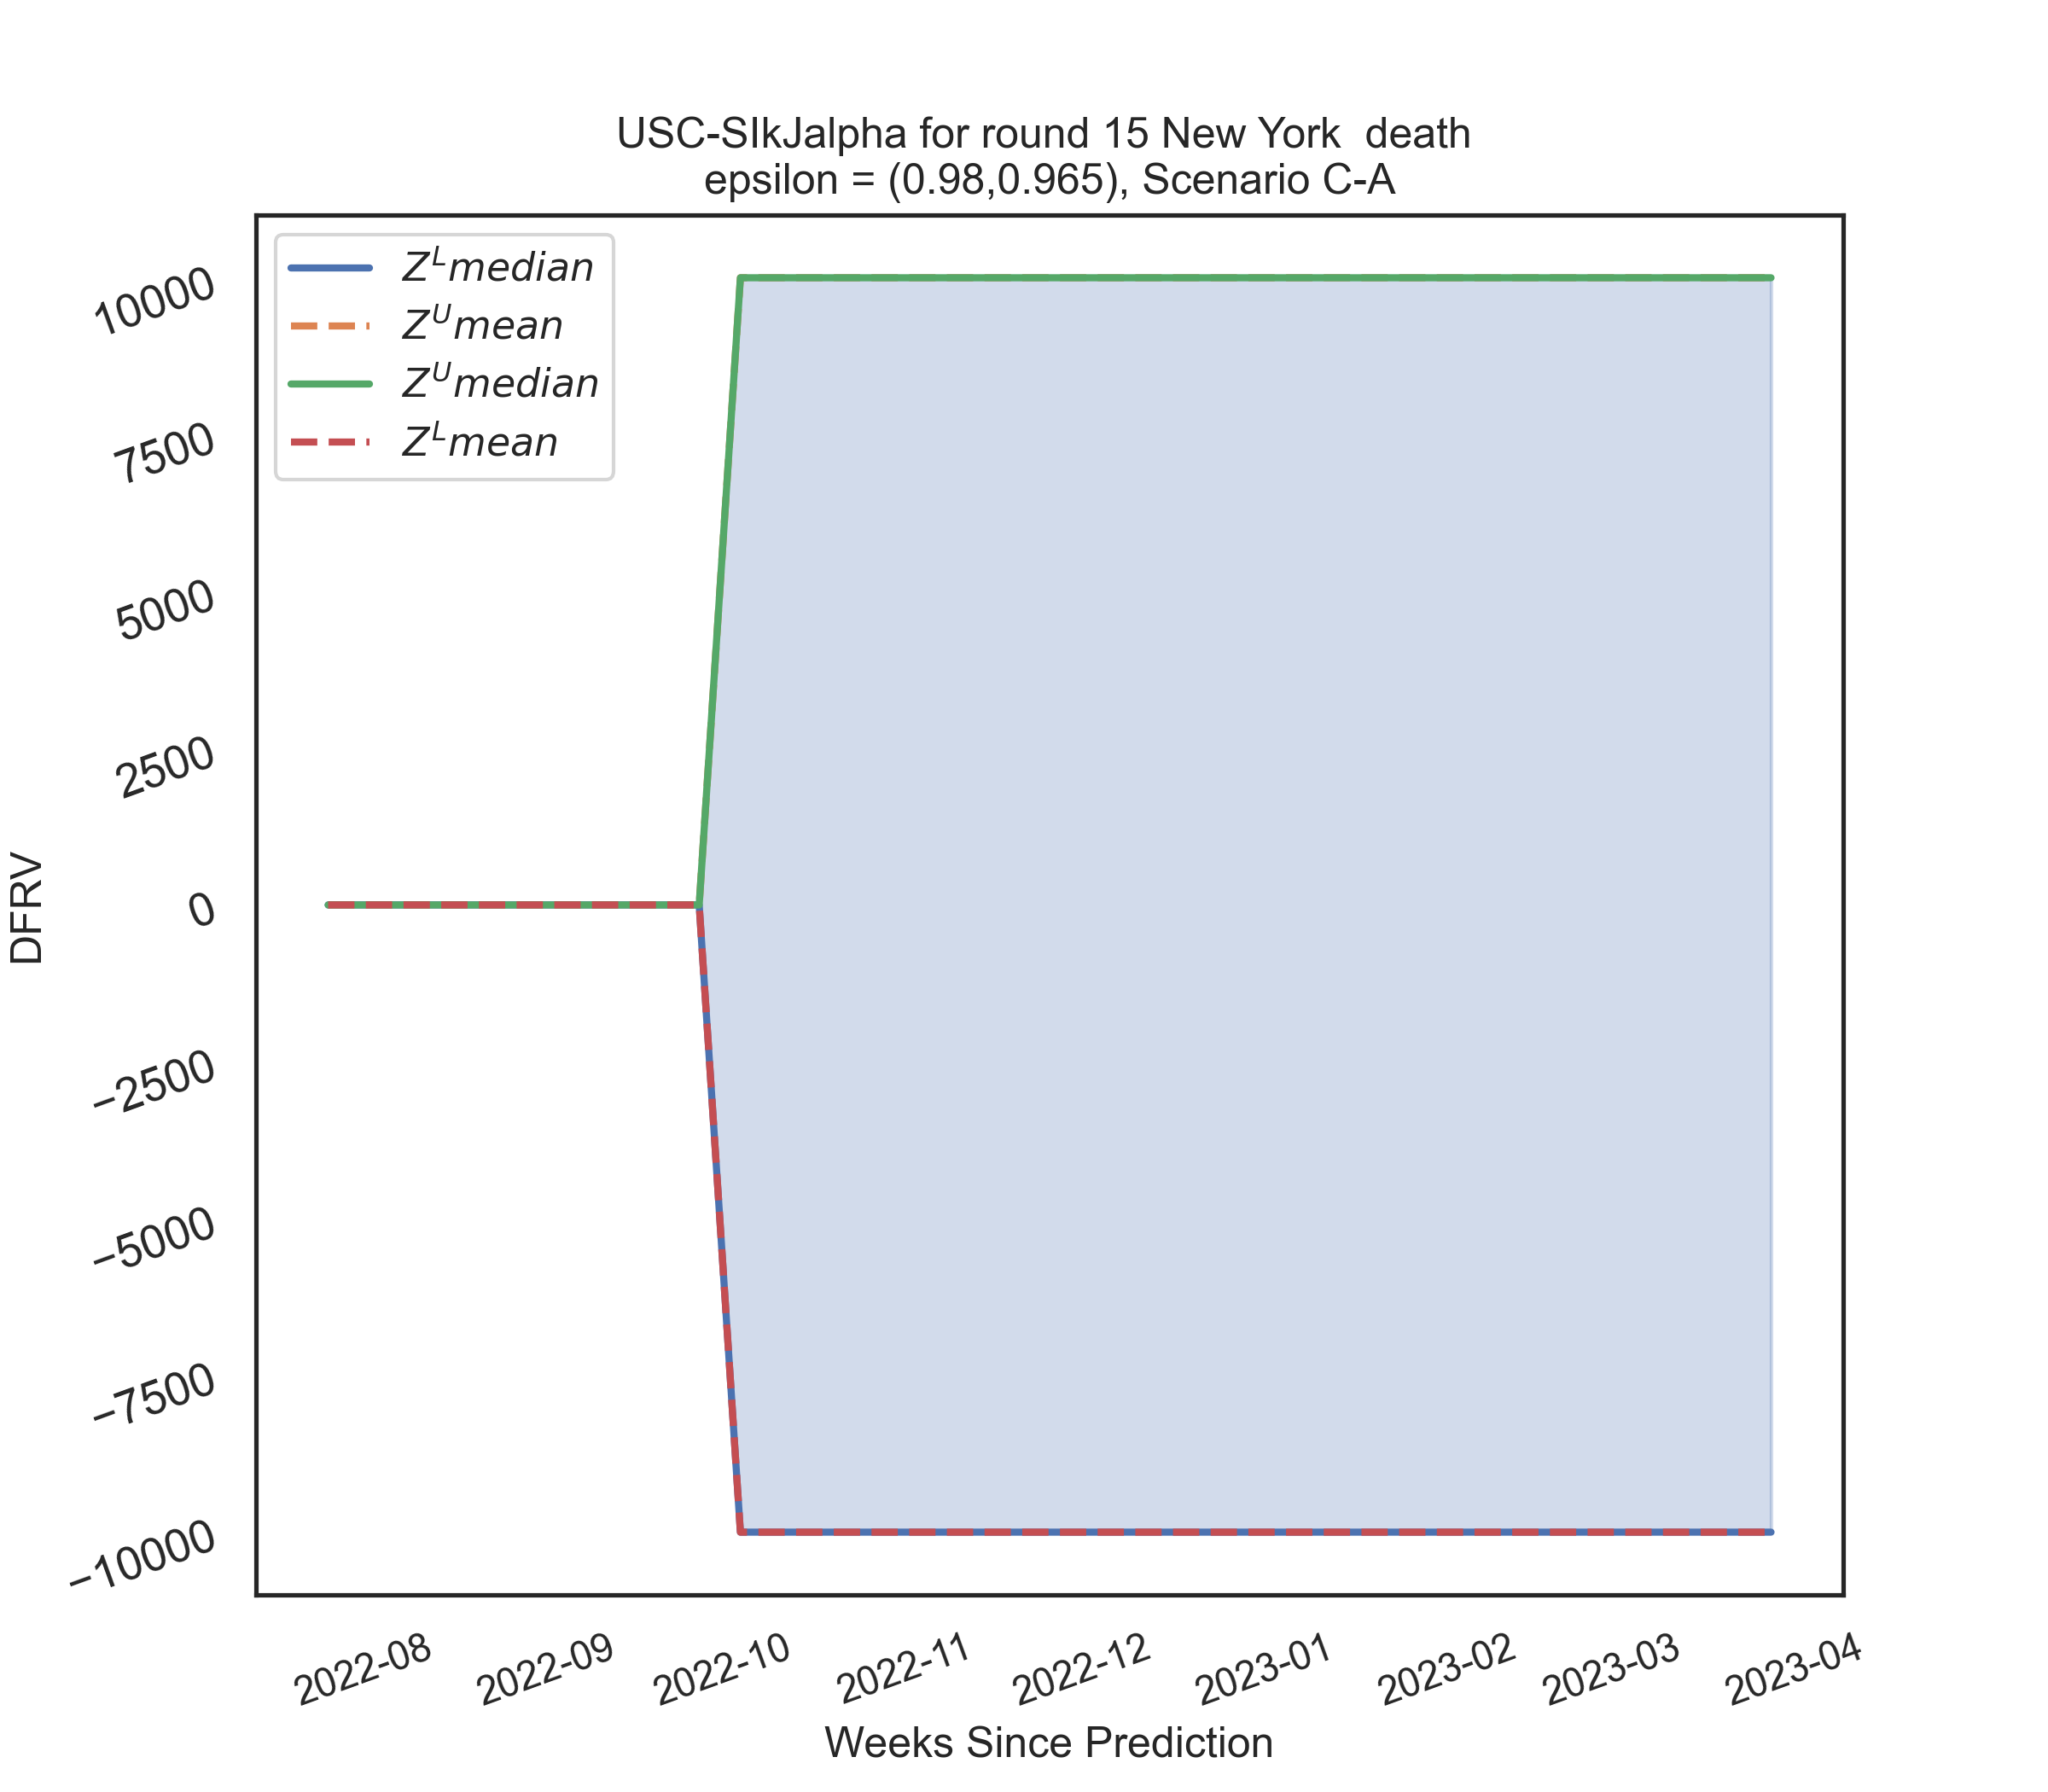 USC-SIkJalpha for round 15 New York  death
epsilon = (0.98,0.965), Scenario C-A
Z^L median
Z^U mean
Z^U median
Z^L mean
10000
7500
5000
2500
0
−2500
−5000
−7500
−10000
DFRV
2022-08
2022-09
2022-10
2022-11
2022-12
2023-01
2023-02
2023-03
2023-04
Weeks Since Prediction